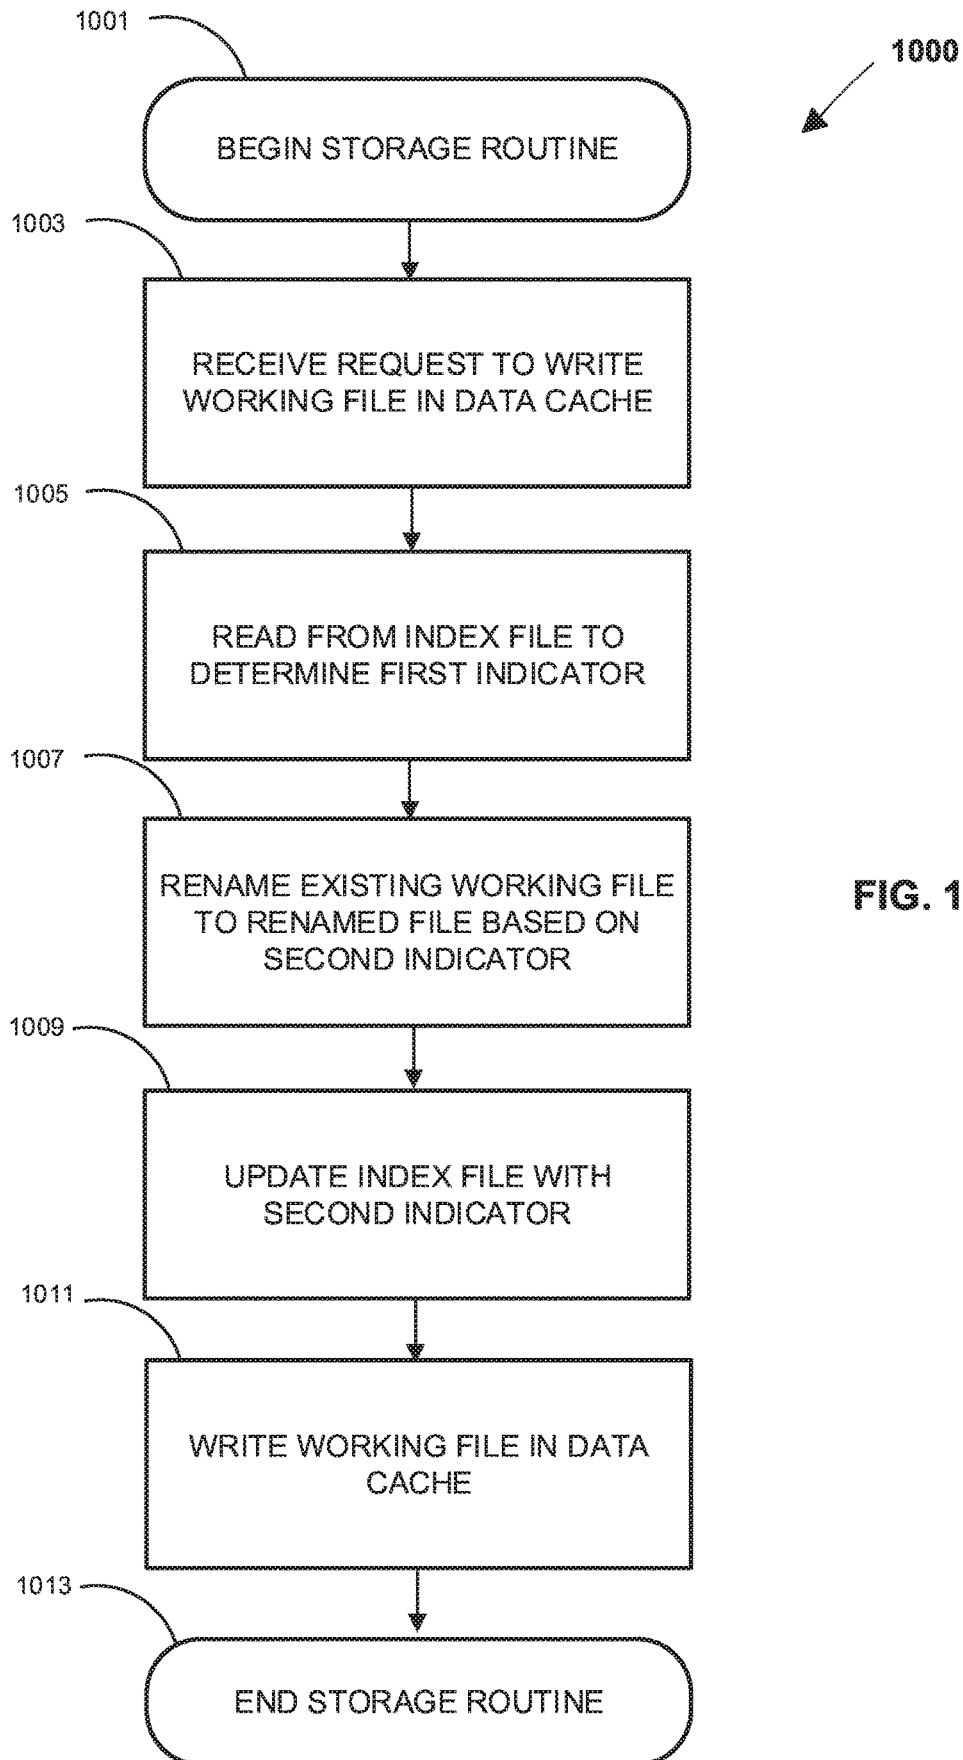 1001
1000
BEGIN STORAGE ROUTINE
1003
RECEIVE REQUEST TO WRITE
WORKING FILE IN DATA CACHE
1005
READ FROM INDEX FILE TO
DETERMINE FIRST INDICATOR
1007
RENAME EXISTING WORKING FILE
TO RENAMED FILE BASED ON
SECOND INDICATOR
FIG. 1
1009
UPDATE INDEX FILE WITH
SECOND INDICATOR
1011
WRITE WORKING FILE IN DATA
CACHE
1013
END STORAGE ROUTINE